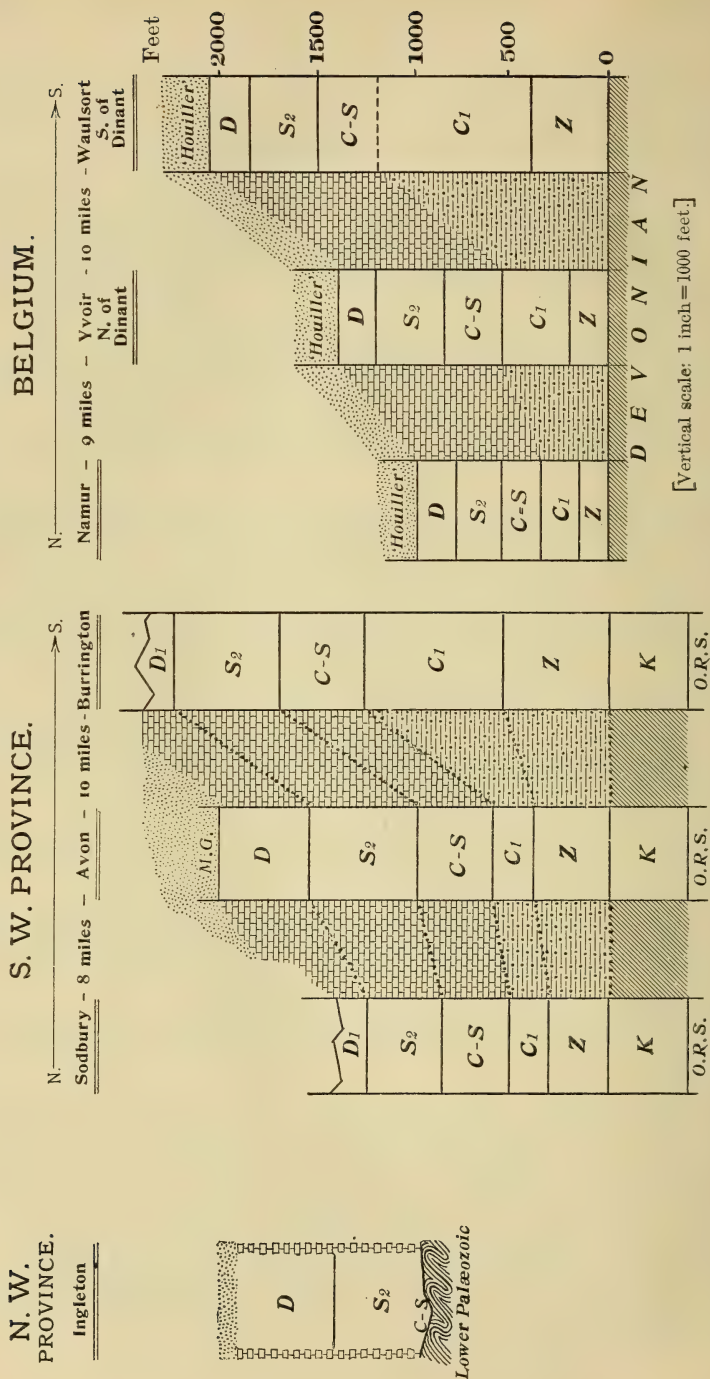 N. W.
PROVINCE.
Ingleton
D
S2
C-S
Lower Palæozoic
S. W. PROVINCE.
N. S.
Sodbury - 8 miles - Avon - 10 miles - Burrington
D1
S2
C-S
C1
Z
K
O.R.S.
M.G.
D
S2
C-S
C1
Z
K
O.R.S.
D1
S2
C-S
C1
Z
K
O.R.S.
BELGIUM.
N. S.
Namur - 9 miles - Yvoir - 10 miles - Waulsort
N. of S. of
Dinant Dinant
Feet
2000
1500
1000
500
0
'Houiller'
D
S2
C-S
C1
Z
'Houiller'
D
S2
C-S
C1
Z
'Houiller'
D
S2
C-S
C1
Z
DEVONIAN
[Vertical scale: 1 inch = 1000 feet.]